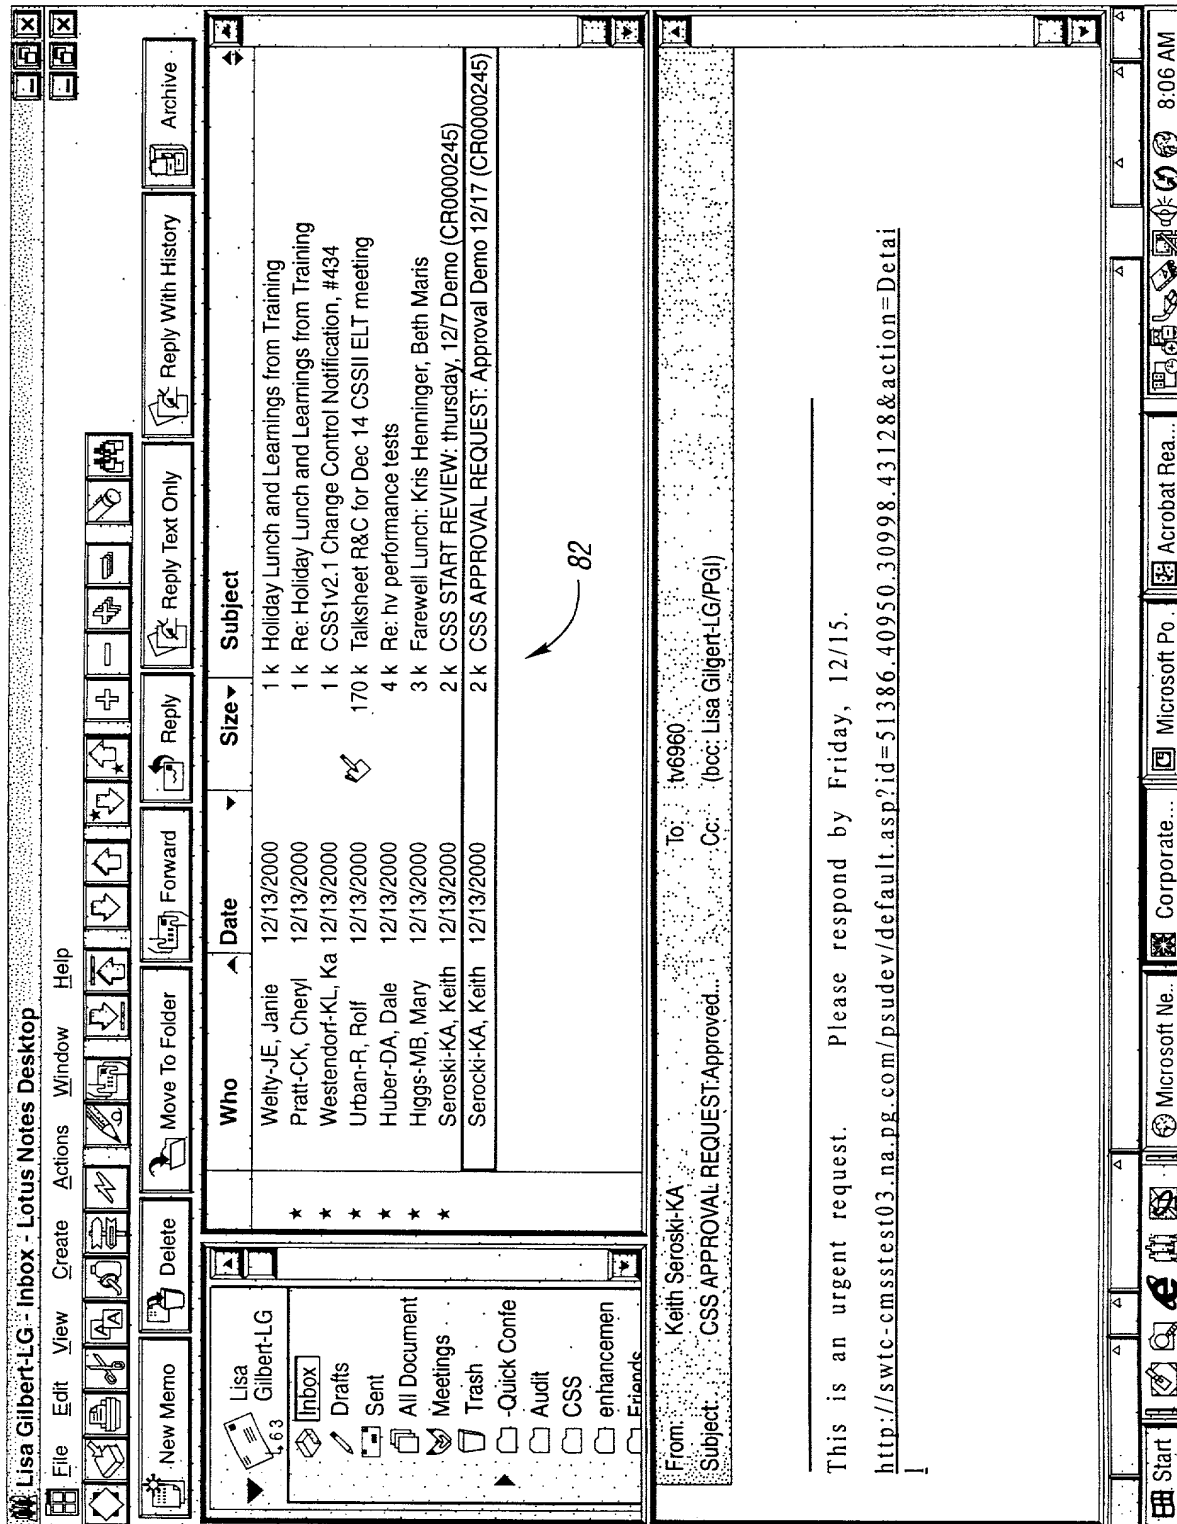 Lisa Gilbert-LG - Inbox - Lotus Notes Desktop
File Edit View Create Actions Window Help
New Memo Delete Move To Folder Forward Reply Reply Text Only Reply With History Archive
Lisa
Gilbert-LG
63
Inbox
Drafts
Sent
All Document
Meetings
Trash
-Quick Confe
Audit
CSS
enhancemen
Friends
Who Date Size Subject
Welty-JE, Janie 12/13/2000 1 k Holiday Lunch and Learnings from Training
Pratt-CK, Cheryl 12/13/2000 1 k Re: Holiday Lunch and Learnings from Training
Westendorf-KL, Ka 12/13/2000 1 k CSS1v2.1 Change Control Notification, #434
Urban-R, Rolf 12/13/2000 170 k Talksheet R&C for Dec 14 CSSII ELT meeting
Huber-DA, Dale 12/13/2000 4 k Re: hv performance tests
Higgs-MB, Mary 12/13/2000 3 k Farewell Lunch: Kris Henninger, Beth Maris
Seroski-KA, Keith 12/13/2000 2 k CSS START REVIEW: thursday, 12/7 Demo (CR0000245)
Serocki-KA, Keith 12/13/2000 2 k CSS APPROVAL REQUEST: Approval Demo 12/17 (CR0000245)
82
From: Keith Seroski-KA To: tv6960
Subject: CSS APPROVAL REQUEST:Approved... Cc: (bcc: Lisa Gilgert-LG/PGI)
This is an urgent request. Please respond by Friday, 12/15.
http://swtc-cmsstest03.na.pg.com/psudev/default.asp?id=51386.40950.30998.43128&action=Detai
l
Start Microsoft Ne.. Corporate... Microsoft Po.. Acrobat Rea... 8:06 AM